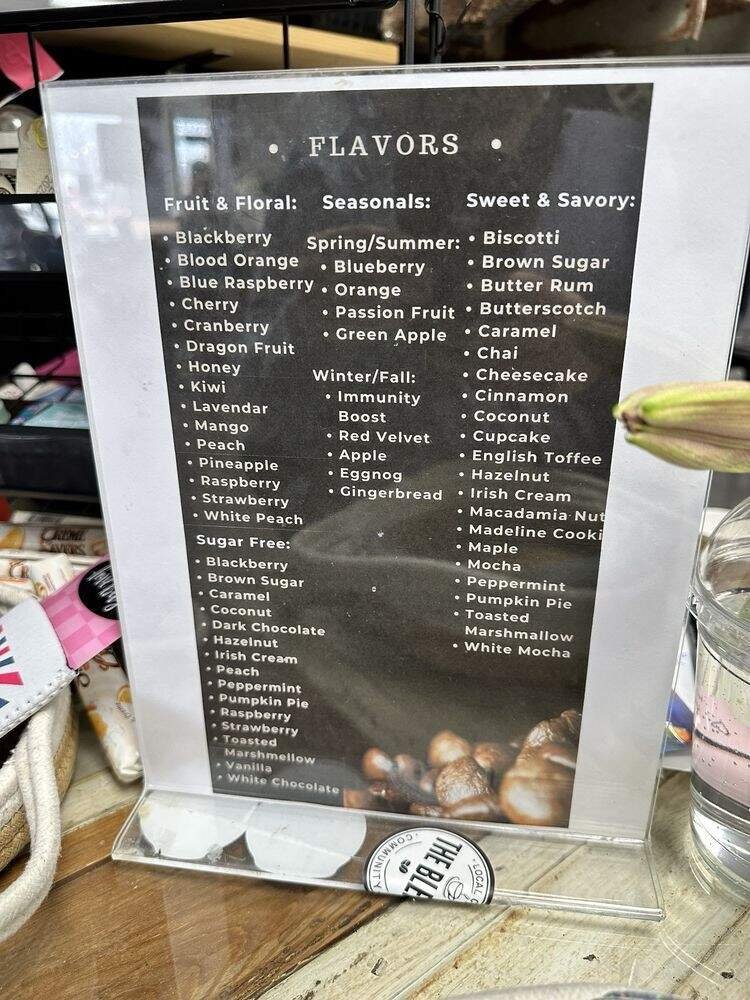 • FLAVORS •
Fruit & Floral:
• Blackberry
• Blood Orange
• Blue Raspberry
• Cherry
• Cranberry
• Dragon Fruit
• Honey
• Kiwi
• Lavendar
• Mango
• Peach
• Pineapple
• Raspberry
• Strawberry
• White Peach
Sugar Free:
• Blackberry
• Brown Sugar
• Caramel
• Coconut
• Dark Chocolate
• Hazelnut
• Irish Cream
• Peach
• Peppermint
• Pumpkin Pie
• Raspberry
• Strawberry
• Toasted
Marshmellow
• Vanilla
• White Chocolate
Seasonals:
Spring/Summer:
• Blueberry
• Orange
• Passion Fruit
• Green Apple
Winter/Fall:
• Immunity
Boost
• Red Velvet
• Apple
• Eggnog
• Gingerbread
Sweet & Savory:
• Biscotti
• Brown Sugar
• Butter Rum
• Butterscotch
• Caramel
• Chai
• Cheesecake
• Cinnamon
• Coconut
• Cupcake
• English Toffee
• Hazelnut
• Irish Cream
• Macadamia Nut
• Madeline Cooki
• Maple
• Mocha
• Peppermint
• Pumpkin Pie
• Toasted
Marshmallow
• White Mocha
THE BLE
COMMUNITY
LOCAL